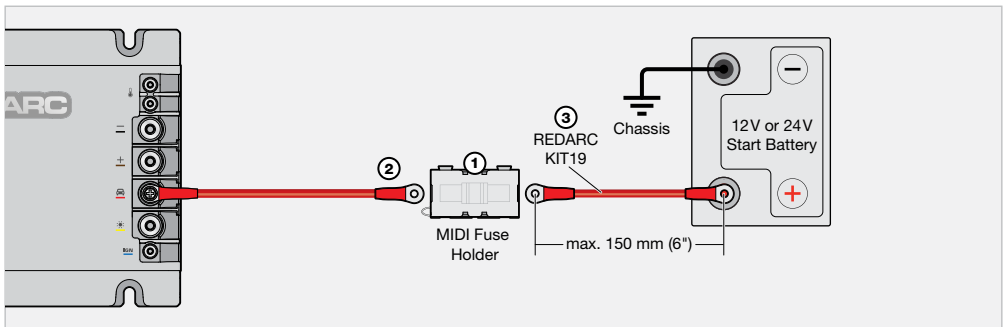 ARC
IGN
2
1
MIDI Fuse
Holder
3
REDARC
KIT19
Chassis
max. 150 mm (6")
12V or 24V
Start Battery